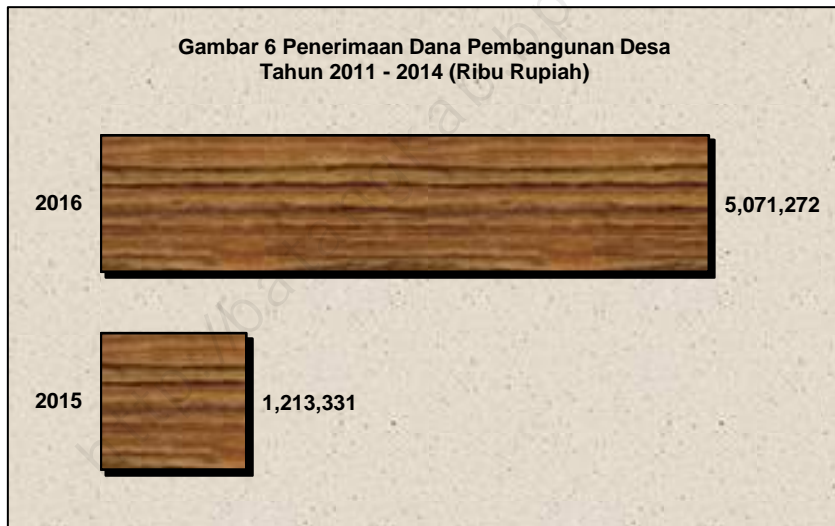 Gambar 6 Penerimaan Dana Pembangunan Desa
Tahun 2011 - 2014 (Ribu Rupiah)
2016
5,071,272
2015
1,213,331